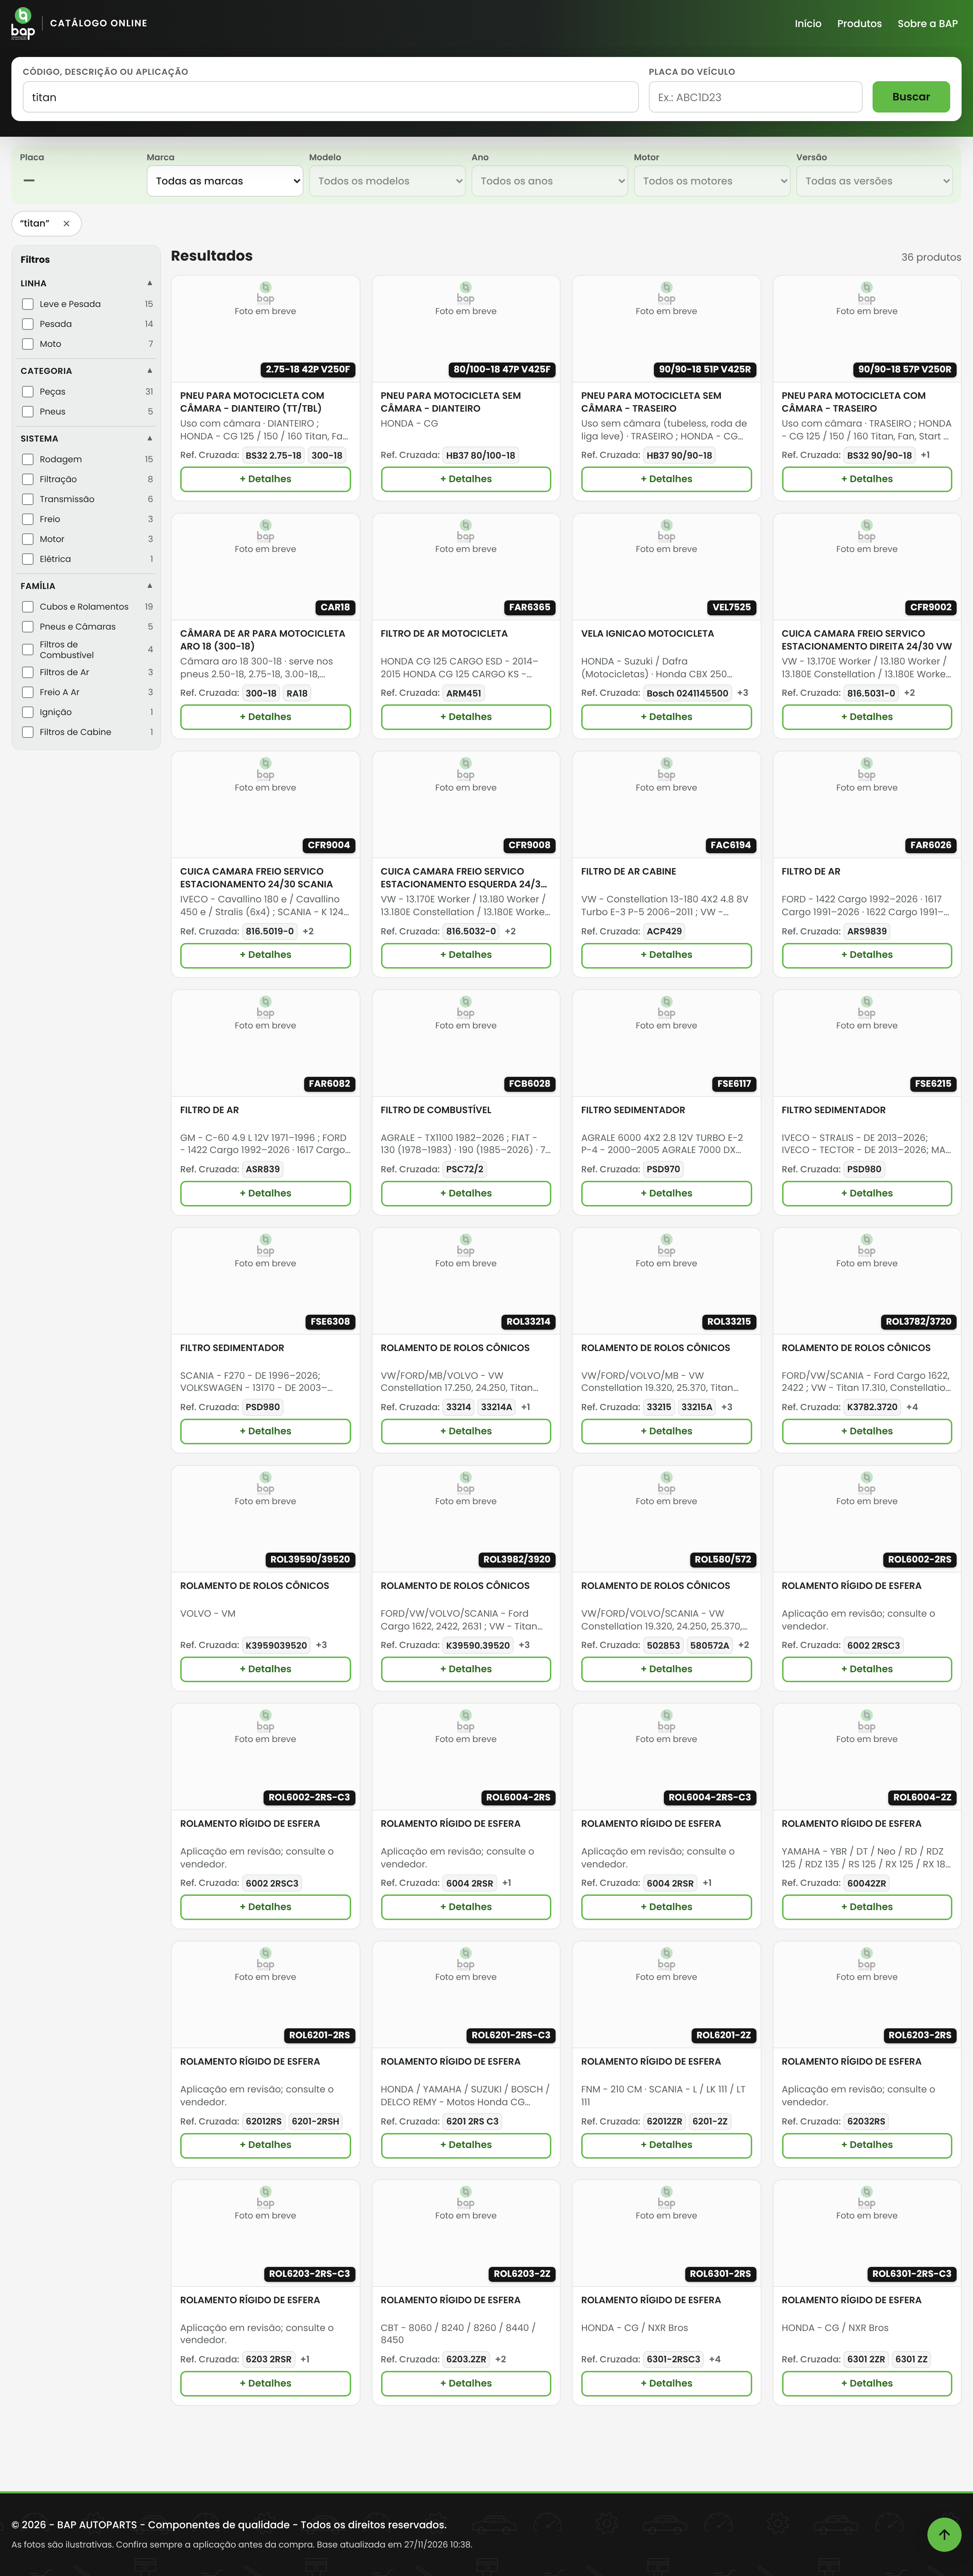 bap
CATÁLOGO ONLINE
Início Produtos Sobre a BAP
CÓDIGO, DESCRIÇÃO OU APLICAÇÃO
titan
PLACA DO VEÍCULO
Ex.: ABC1D23
Buscar
Placa
—
Marca
Todas as marcas
Modelo
Todos os modelos
Ano
Todos os anos
Motor
Todos os motores
Versão
Todas as versões
“titan” ×
Filtros
LINHA ▲
Leve e Pesada 15
Pesada 14
Moto 7
CATEGORIA ▲
Peças 31
Pneus 5
SISTEMA ▲
Rodagem 15
Filtração 8
Transmissão 6
Freio 3
Motor 3
Elétrica 1
FAMÍLIA ▲
Cubos e Rolamentos 19
Pneus e Câmaras 5
Filtros de
Combustível 4
Filtros de Ar 3
Freio A Ar 3
Ignição 1
Filtros de Cabine 1
Resultados
36 produtos
bap
Foto em breve
2.75-18 42P V250F
PNEU PARA MOTOCICLETA COM
CÂMARA - DIANTEIRO (TT/TBL)
Uso com câmara · DIANTEIRO ;
HONDA - CG 125 / 150 / 160 Titan, Fa...
Ref. Cruzada: BS32 2.75-18 300-18
+ Detalhes
bap
Foto em breve
80/100-18 47P V425F
PNEU PARA MOTOCICLETA SEM
CÂMARA - DIANTEIRO
HONDA - CG
Ref. Cruzada: HB37 80/100-18
+ Detalhes
bap
Foto em breve
90/90-18 51P V425R
PNEU PARA MOTOCICLETA SEM
CÂMARA - TRASEIRO
Uso sem câmara (tubeless, roda de
liga leve) · TRASEIRO ; HONDA - CG...
Ref. Cruzada: HB37 90/90-18
+ Detalhes
bap
Foto em breve
90/90-18 57P V250R
PNEU PARA MOTOCICLETA COM
CÂMARA - TRASEIRO
Uso com câmara · TRASEIRO ; HONDA
- CG 125 / 150 / 160 Titan, Fan, Start ...
Ref. Cruzada: BS32 90/90-18 +1
+ Detalhes
bap
Foto em breve
CAR18
CÂMARA DE AR PARA MOTOCICLETA
ARO 18 (300-18)
Câmara aro 18 300-18 · serve nos
pneus 2.50-18, 2.75-18, 3.00-18,...
Ref. Cruzada: 300-18 RA18
+ Detalhes
bap
Foto em breve
FAR6365
FILTRO DE AR MOTOCICLETA
HONDA CG 125 CARGO ESD - 2014–
2015 HONDA CG 125 CARGO KS -...
Ref. Cruzada: ARM451
+ Detalhes
bap
Foto em breve
VEL7525
VELA IGNICAO MOTOCICLETA
HONDA - Suzuki / Dafra
(Motocicletas) · Honda CBX 250...
Ref. Cruzada: Bosch 0241145500 +3
+ Detalhes
bap
Foto em breve
CFR9002
CUICA CAMARA FREIO SERVICO
ESTACIONAMENTO DIREITA 24/30 VW
VW - 13.170E Worker / 13.180 Worker /
13.180E Constellation / 13.180E Worke...
Ref. Cruzada: 816.5031-0 +2
+ Detalhes
bap
Foto em breve
CFR9004
CUICA CAMARA FREIO SERVICO
ESTACIONAMENTO 24/30 SCANIA
IVECO - Cavallino 180 e / Cavallino
450 e / Stralis (6x4) ; SCANIA - K 124...
Ref. Cruzada: 816.5019-0 +2
+ Detalhes
bap
Foto em breve
CFR9008
CUICA CAMARA FREIO SERVICO
ESTACIONAMENTO ESQUERDA 24/3...
VW - 13.170E Worker / 13.180 Worker /
13.180E Constellation / 13.180E Worke...
Ref. Cruzada: 816.5032-0 +2
+ Detalhes
bap
Foto em breve
FAC6194
FILTRO DE AR CABINE
VW - Constellation 13-180 4X2 4.8 8V
Turbo E-3 P-5 2006–2011 ; VW -...
Ref. Cruzada: ACP429
+ Detalhes
bap
Foto em breve
FAR6026
FILTRO DE AR
FORD - 1422 Cargo 1992–2026 · 1617
Cargo 1991–2026 · 1622 Cargo 1991–...
Ref. Cruzada: ARS9839
+ Detalhes
bap
Foto em breve
FAR6082
FILTRO DE AR
GM - C-60 4.9 L 12V 1971–1996 ; FORD
- 1422 Cargo 1992–2026 · 1617 Cargo...
Ref. Cruzada: ASR839
+ Detalhes
bap
Foto em breve
FCB6028
FILTRO DE COMBUSTÍVEL
AGRALE - TX1100 1982–2026 ; FIAT -
130 (1978–1983) · 190 (1985–2026) · 7...
Ref. Cruzada: PSC72/2
+ Detalhes
bap
Foto em breve
FSE6117
FILTRO SEDIMENTADOR
AGRALE 6000 4X2 2.8 12V TURBO E-2
P-4 - 2000–2005 AGRALE 7000 DX...
Ref. Cruzada: PSD970
+ Detalhes
bap
Foto em breve
FSE6215
FILTRO SEDIMENTADOR
IVECO - STRALIS - DE 2013–2026;
IVECO - TECTOR - DE 2013–2026; MA...
Ref. Cruzada: PSD980
+ Detalhes
bap
Foto em breve
FSE6308
FILTRO SEDIMENTADOR
SCANIA - F270 - DE 1996–2026;
VOLKSWAGEN - 13170 - DE 2003–...
Ref. Cruzada: PSD980
+ Detalhes
bap
Foto em breve
ROL33214
ROLAMENTO DE ROLOS CÔNICOS
VW/FORD/MB/VOLVO - VW
Constellation 17.250, 24.250, Titan...
Ref. Cruzada: 33214 33214A +1
+ Detalhes
bap
Foto em breve
ROL33215
ROLAMENTO DE ROLOS CÔNICOS
VW/FORD/VOLVO/MB - VW
Constellation 19.320, 25.370, Titan...
Ref. Cruzada: 33215 33215A +3
+ Detalhes
bap
Foto em breve
ROL3782/3720
ROLAMENTO DE ROLOS CÔNICOS
FORD/VW/SCANIA - Ford Cargo 1622,
2422 ; VW - Titan 17.310, Constellatio...
Ref. Cruzada: K3782.3720 +4
+ Detalhes
bap
Foto em breve
ROL39590/39520
ROLAMENTO DE ROLOS CÔNICOS
VOLVO - VM
Ref. Cruzada: K3959039520 +3
+ Detalhes
bap
Foto em breve
ROL3982/3920
ROLAMENTO DE ROLOS CÔNICOS
FORD/VW/VOLVO/SCANIA - Ford
Cargo 1622, 2422, 2631 ; VW - Titan...
Ref. Cruzada: K39590.39520 +3
+ Detalhes
bap
Foto em breve
ROL580/572
ROLAMENTO DE ROLOS CÔNICOS
VW/FORD/VOLVO/SCANIA - VW
Constellation 19.320, 24.250, 25.370,...
Ref. Cruzada: 502853 580572A +2
+ Detalhes
bap
Foto em breve
ROL6002-2RS
ROLAMENTO RÍGIDO DE ESFERA
Aplicação em revisão; consulte o
vendedor.
Ref. Cruzada: 6002 2RSC3
+ Detalhes
bap
Foto em breve
ROL6002-2RS-C3
ROLAMENTO RÍGIDO DE ESFERA
Aplicação em revisão; consulte o
vendedor.
Ref. Cruzada: 6002 2RSC3
+ Detalhes
bap
Foto em breve
ROL6004-2RS
ROLAMENTO RÍGIDO DE ESFERA
Aplicação em revisão; consulte o
vendedor.
Ref. Cruzada: 6004 2RSR +1
+ Detalhes
bap
Foto em breve
ROL6004-2RS-C3
ROLAMENTO RÍGIDO DE ESFERA
Aplicação em revisão; consulte o
vendedor.
Ref. Cruzada: 6004 2RSR +1
+ Detalhes
bap
Foto em breve
ROL6004-2Z
ROLAMENTO RÍGIDO DE ESFERA
YAMAHA - YBR / DT / Neo / RD / RDZ
125 / RDZ 135 / RS 125 / RX 125 / RX 18...
Ref. Cruzada: 60042ZR
+ Detalhes
bap
Foto em breve
ROL6201-2RS
ROLAMENTO RÍGIDO DE ESFERA
Aplicação em revisão; consulte o
vendedor.
Ref. Cruzada: 62012RS 6201-2RSH
+ Detalhes
bap
Foto em breve
ROL6201-2RS-C3
ROLAMENTO RÍGIDO DE ESFERA
HONDA / YAMAHA / SUZUKI / BOSCH /
DELCO REMY - Motos Honda CG...
Ref. Cruzada: 6201 2RS C3
+ Detalhes
bap
Foto em breve
ROL6201-2Z
ROLAMENTO RÍGIDO DE ESFERA
FNM - 210 CM · SCANIA - L / LK 111 / LT
111
Ref. Cruzada: 62012ZR 6201-2Z
+ Detalhes
bap
Foto em breve
ROL6203-2RS
ROLAMENTO RÍGIDO DE ESFERA
Aplicação em revisão; consulte o
vendedor.
Ref. Cruzada: 62032RS
+ Detalhes
bap
Foto em breve
ROL6203-2RS-C3
ROLAMENTO RÍGIDO DE ESFERA
Aplicação em revisão; consulte o
vendedor.
Ref. Cruzada: 6203 2RSR +1
+ Detalhes
bap
Foto em breve
ROL6203-2Z
ROLAMENTO RÍGIDO DE ESFERA
CBT - 8060 / 8240 / 8260 / 8440 /
8450
Ref. Cruzada: 6203.2ZR +2
+ Detalhes
bap
Foto em breve
ROL6301-2RS
ROLAMENTO RÍGIDO DE ESFERA
HONDA - CG / NXR Bros
Ref. Cruzada: 6301-2RSC3 +4
+ Detalhes
bap
Foto em breve
ROL6301-2RS-C3
ROLAMENTO RÍGIDO DE ESFERA
HONDA - CG / NXR Bros
Ref. Cruzada: 6301 2ZR 6301 ZZ
+ Detalhes
© 2026 - BAP AUTOPARTS - Componentes de qualidade - Todos os direitos reservados.
As fotos são ilustrativas. Confira sempre a aplicação antes da compra. Base atualizada em 27/11/2026 10:38.